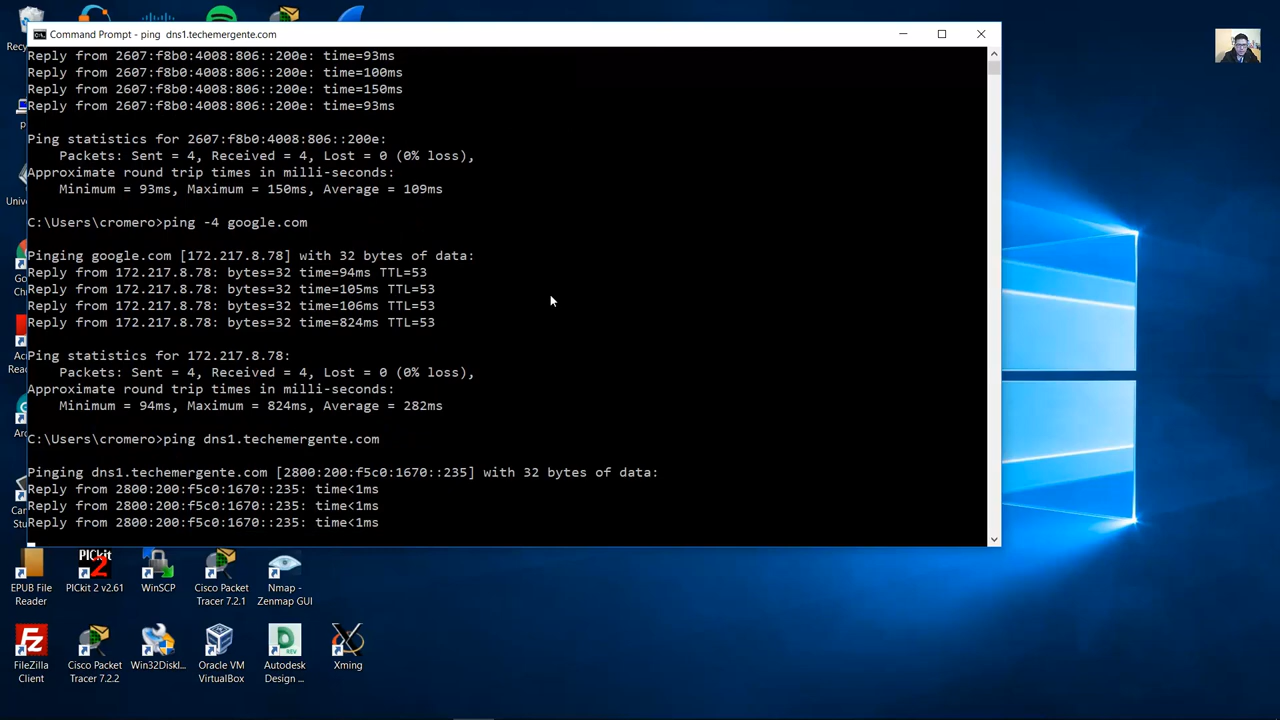 Command Prompt - ping  dns1.techemergente.com
Reply from 2607:f8b0:4008:806::200e: time=93ms
Reply from 2607:f8b0:4008:806::200e: time=100ms
Reply from 2607:f8b0:4008:806::200e: time=150ms
Reply from 2607:f8b0:4008:806::200e: time=93ms
Ping statistics for 2607:f8b0:4008:806::200e:
Packets: Sent = 4, Received = 4, Lost = 0 (0% loss),
Approximate round trip times in milli-seconds:
Minimum = 93ms, Maximum = 150ms, Average = 109ms
C:\Users\cromero>ping -4 google.com
Pinging google.com [172.217.8.78] with 32 bytes of data:
Reply from 172.217.8.78: bytes=32 time=94ms TTL=53
Reply from 172.217.8.78: bytes=32 time=105ms TTL=53
Reply from 172.217.8.78: bytes=32 time=106ms TTL=53
Reply from 172.217.8.78: bytes=32 time=824ms TTL=53
Ping statistics for 172.217.8.78:
Packets: Sent = 4, Received = 4, Lost = 0 (0% loss),
Approximate round trip times in milli-seconds:
Minimum = 94ms, Maximum = 824ms, Average = 282ms
C:\Users\cromero>ping dns1.techemergente.com
Pinging dns1.techemergente.com [2800:200:f5c0:1670::235] with 32 bytes of data:
Reply from 2800:200:f5c0:1670::235: time<1ms
Reply from 2800:200:f5c0:1670::235: time<1ms
Reply from 2800:200:f5c0:1670::235: time<1ms
PICkit
2
EPUB File
Reader
PICkit 2 v2.61
WinSCP
Cisco Packet
Tracer 7.2.1
Nmap -
Zenmap GUI
Fz
FileZilla
Client
Cisco Packet
Tracer 7.2.2
Win32DiskI...
Oracle VM
VirtualBox
Autodesk
Design ...
Xming